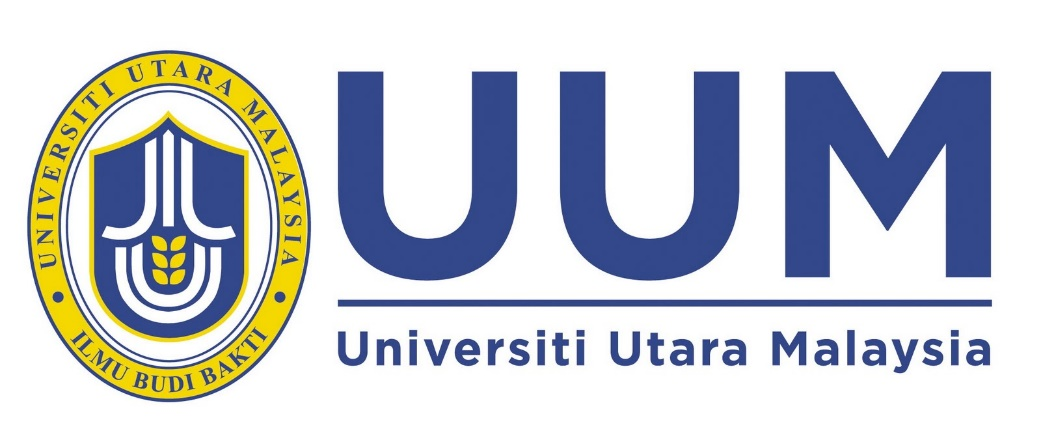 UNIVERSITI UTARA MALAYSIA
ILMU BUDI BAKTI
UUM
Universiti Utara Malaysia